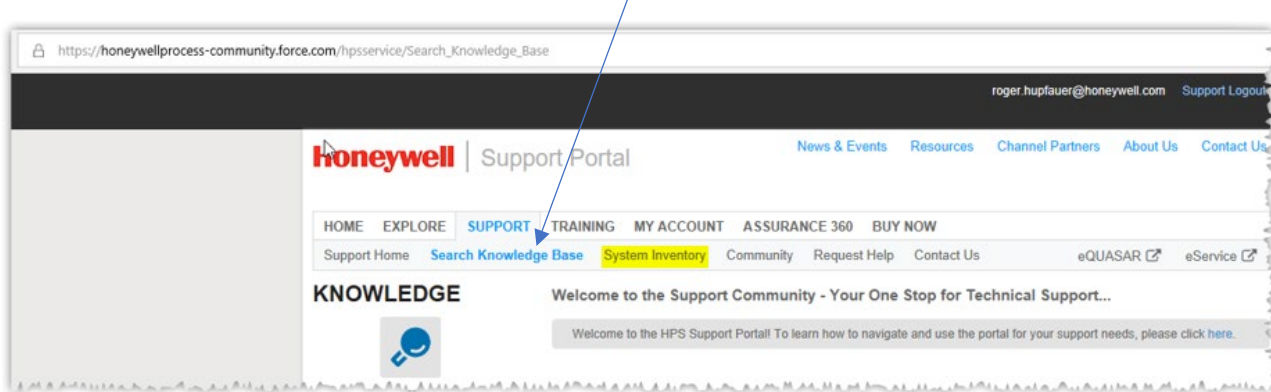 https://honeywellprocess-community.force.com/hpsservice/Search_Knowledge_Base
roger.hupfauer@honeywell.com Support Logout
Honeywell Support Portal
News & Events Resources Channel Partners About Us Contact Us
HOME EXPLORE SUPPORT TRAINING MY ACCOUNT ASSURANCE 360 BUY NOW
Support Home Search Knowledge Base System Inventory Community Request Help Contact Us eQUASAR eService
KNOWLEDGE
Welcome to the Support Community - Your One Stop for Technical Support...
Welcome to the HPS Support Portal! To learn how to navigate and use the portal for your support needs, please click here.